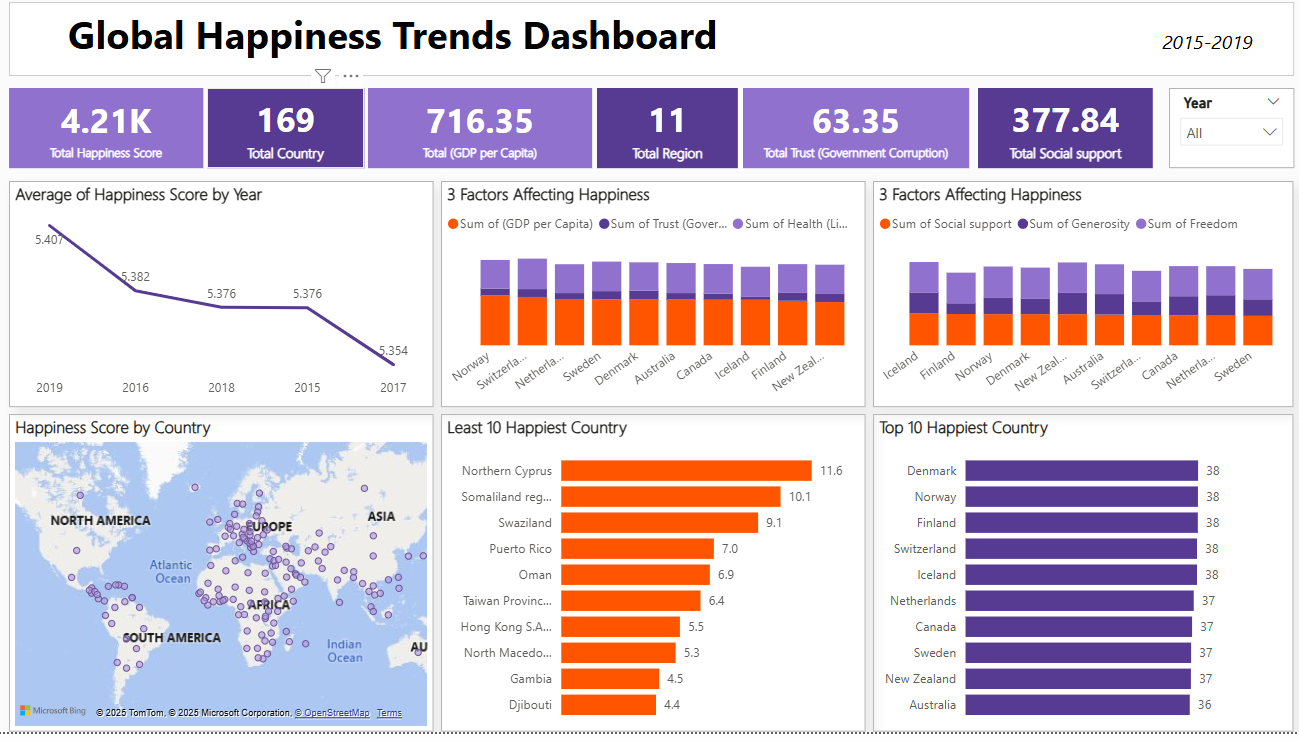 Global Happiness Trends Dashboard
2015-2019
4.21K
Total Happiness Score
169
Total Country
716.35
Total (GDP per Capita)
11
Total Region
63.35
Total Trust (Government Corruption)
377.84
Total Social support
Year
All
Average of Happiness Score by Year
5.407
5.382
5.376
5.376
5.354
2019
2016
2018
2015
2017
3 Factors Affecting Happiness
Sum of (GDP per Capita) Sum of Trust (Gover... Sum of Health (Li...
Norway
Switzerla...
Netherla...
Sweden
Denmark
Australia
Canada
Iceland
Finland
New Zeal...
3 Factors Affecting Happiness
Sum of Social support Sum of Generosity Sum of Freedom
Iceland
Finland
Norway
Denmark
New Zeal...
Australia
Switzerla...
Canada
Netherla...
Sweden
Happiness Score by Country
NORTH AMERICA
EUROPE
ASIA
Atlantic
Ocean
AFRICA
SOUTH AMERICA
Indian
Ocean
AU
Microsoft Bing
© 2025 TomTom, © 2025 Microsoft Corporation, © OpenStreetMap Terms
Least 10 Happiest Country
Northern Cyprus 11.6
Somaliland reg... 10.1
Swaziland 9.1
Puerto Rico 7.0
Oman 6.9
Taiwan Provinc... 6.4
Hong Kong S.A... 5.5
North Macedo... 5.3
Gambia 4.5
Djibouti 4.4
Top 10 Happiest Country
Denmark 38
Norway 38
Finland 38
Switzerland 38
Iceland 38
Netherlands 37
Canada 37
Sweden 37
New Zealand 37
Australia 36